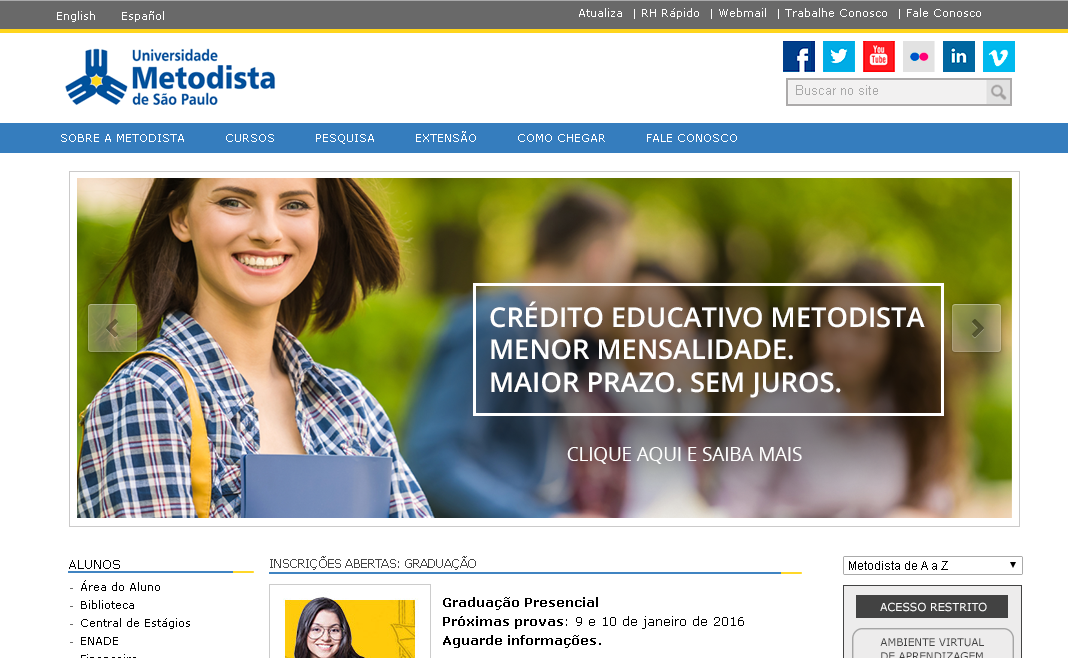 English Español Atualiza | RH Rápido | Webmail | Trabalhe Conosco | Fale Conosco
Universidade
Metodista
de São Paulo
f You Tube in
Buscar no site
SOBRE A METODISTA CURSOS PESQUISA EXTENSÃO COMO CHEGAR FALE CONOSCO
CRÉDITO EDUCATIVO METODISTA
MENOR MENSALIDADE.
MAIOR PRAZO. SEM JUROS.
CLIQUE AQUI E SAIBA MAIS
ALUNOS
- Área do Aluno
- Biblioteca
- Central de Estágios
- ENADE
INSCRIÇÕES ABERTAS: GRADUAÇÃO
Graduação Presencial
Próximas provas: 9 e 10 de janeiro de 2016
Aguarde informações.
Metodista de A a Z
ACESSO RESTRITO
AMBIENTE VIRTUAL
DE APRENDIZAGEM